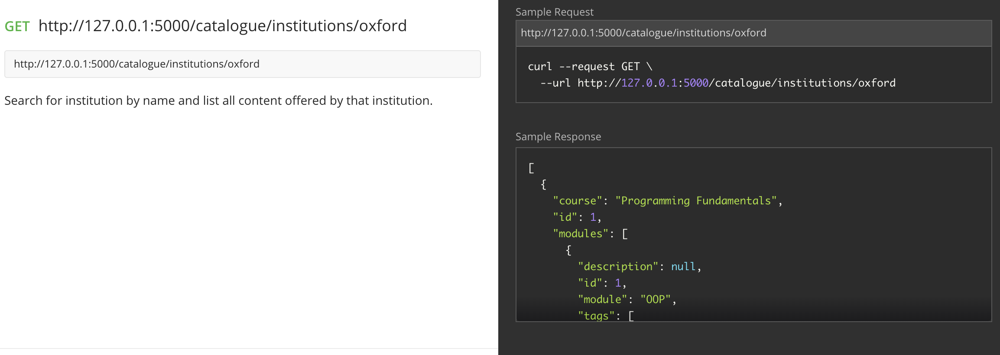 GET http://127.0.0.1:5000/catalogue/institutions/oxford
http://127.0.0.1:5000/catalogue/institutions/oxford
Search for institution by name and list all content offered by that institution.
Sample Request
http://127.0.0.1:5000/catalogue/institutions/oxford
curl --request GET \
  --url http://127.0.0.1:5000/catalogue/institutions/oxford
Sample Response
[
  {
    "course": "Programming Fundamentals",
    "id": 1,
    "modules": [
      {
        "description": null,
        "id": 1,
        "module": "OOP",
        "tags": [